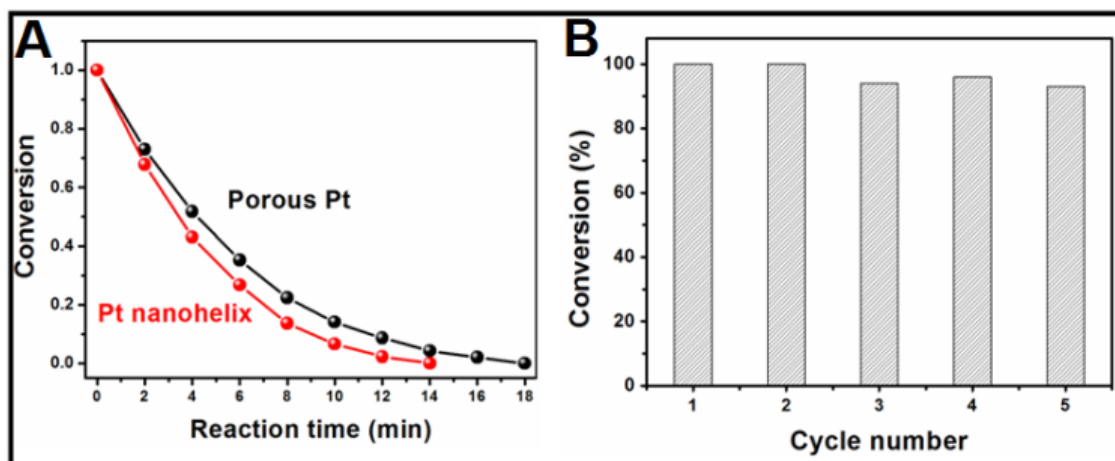 A
Conversion
1.0
0.8
0.6
0.4
0.2
0.0
Porous Pt
Pt nanohelix
0 2 4 6 8 10 12 14 16 18
Reaction time (min)
B
Conversion (%)
100
80
60
40
20
0
1 2 3 4 5
Cycle number